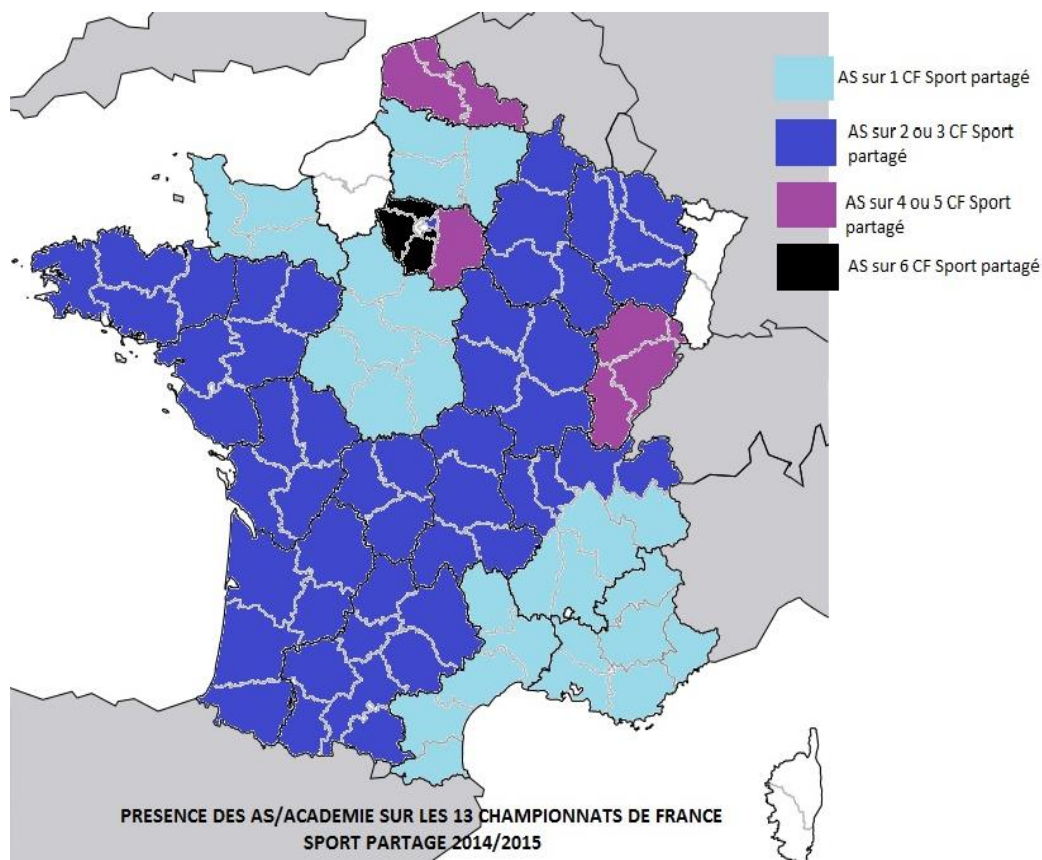 AS sur 1 CF Sport partagé
AS sur 2 ou 3 CF Sport
partagé
AS sur 4 ou 5 CF Sport
partagé
AS sur 6 CF Sport partagé
PRESENCE DES AS/ACADEMIE SUR LES 13 CHAMPIONNATS DE FRANCE
SPORT PARTAGE 2014/2015